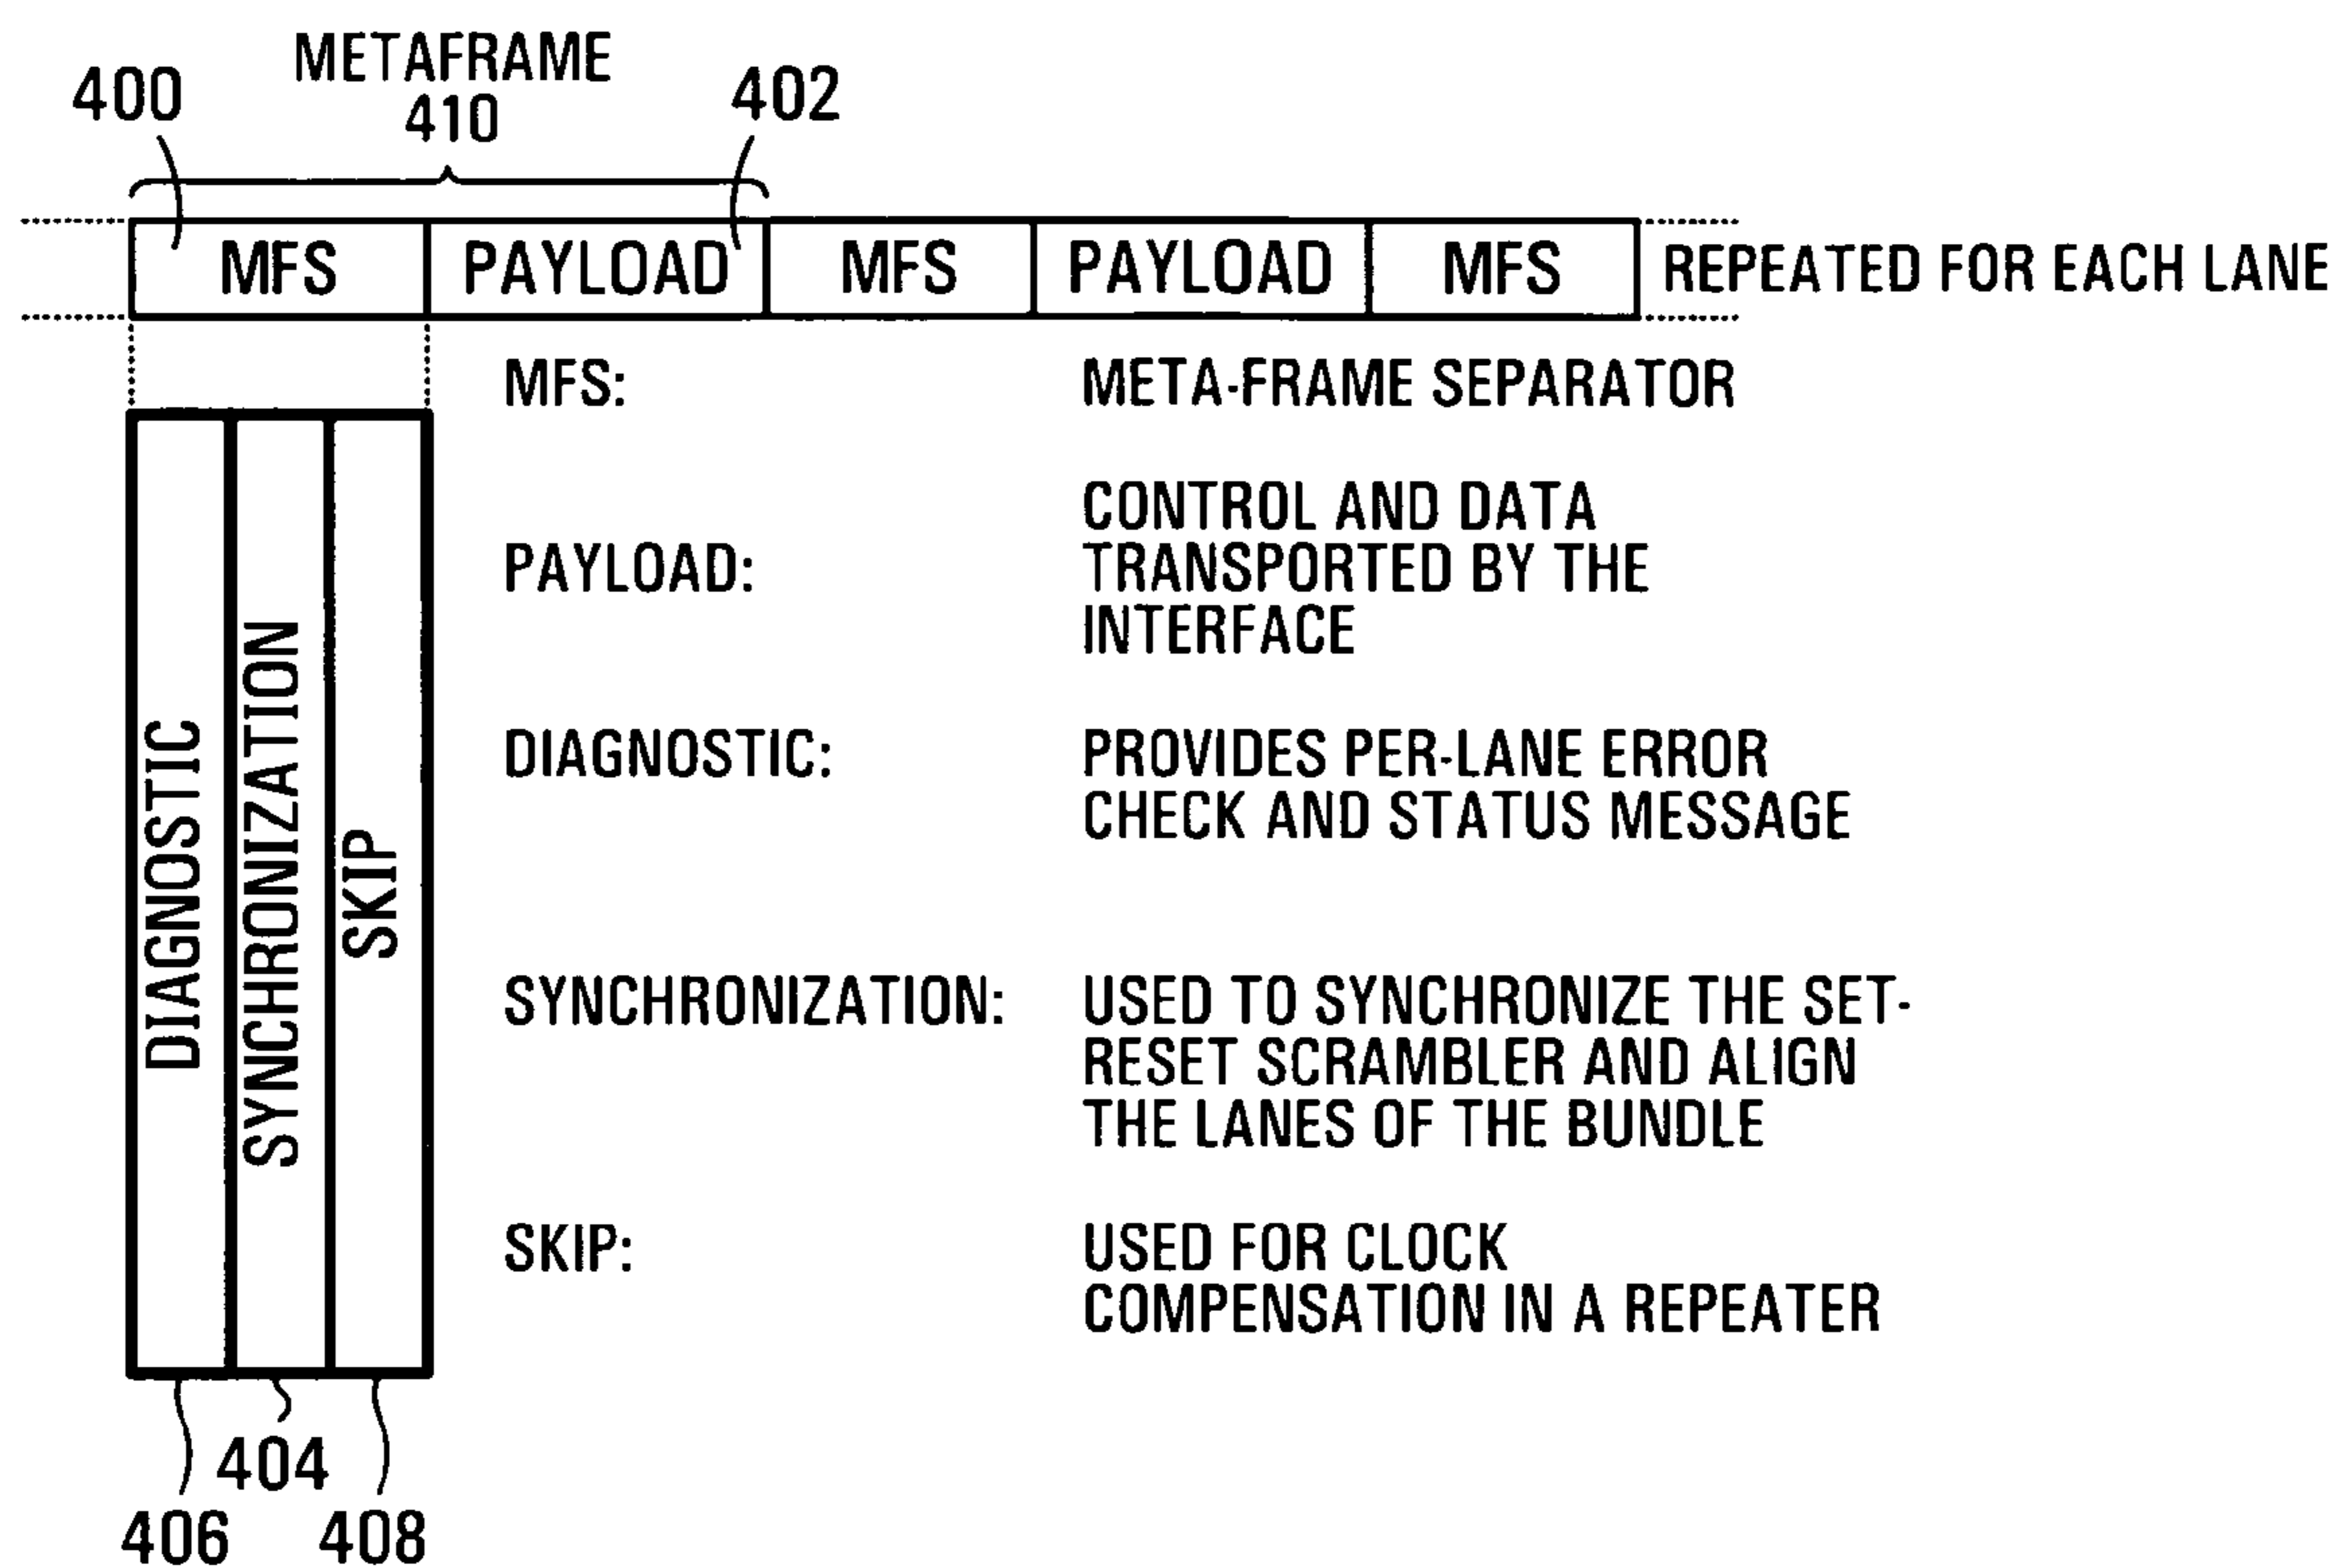 METAFRAME
410
400
402
MFS
PAYLOAD
MFS
PAYLOAD
MFS
REPEATED FOR EACH LANE
MFS:
META-FRAME SEPARATOR
PAYLOAD:
CONTROL AND DATA
TRANSPORTED BY THE
INTERFACE
DIAGNOSTIC:
PROVIDES PER-LANE ERROR
CHECK AND STATUS MESSAGE
SYNCHRONIZATION:
USED TO SYNCHRONIZE THE SET-
RESET SCRAMBLER AND ALIGN
THE LANES OF THE BUNDLE
SKIP:
USED FOR CLOCK
COMPENSATION IN A REPEATER
DIAGNOSTIC
SYNCHRONIZATION
SKIP
404
406
408